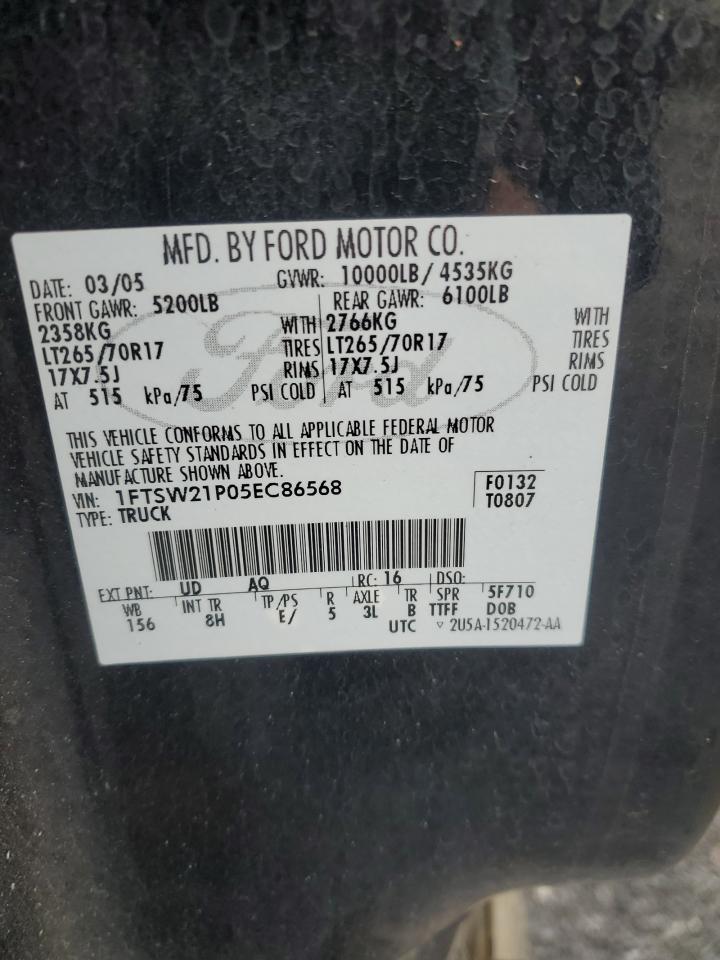 MFD. BY FORD MOTOR CO.
DATE: 03/05 GVWR: 10000LB/ 4535KG
FRONT GAWR: 5200LB REAR GAWR: 6100LB
2358KG WITH 2766KG WITH
LT265/70R17 TIRES LT265/70R17 TIRES
17X7.5J RIMS 17X7.5J RIMS
AT 515 kPa/75 PSI COLD AT 515 kPa/75 PSI COLD
Ford
THIS VEHICLE CONFORMS TO ALL APPLICABLE FEDERAL MOTOR
VEHICLE SAFETY STANDARDS IN EFFECT ON THE DATE OF
MANUFACTURE SHOWN ABOVE.
VIN: 1FTSW21P05EC86568 F0132
TYPE: TRUCK T0807
EXT PNT: UD AQ RC: 16 DSO:
WB INT TR TP/PS R AXLE TR SPR 5F710
156 8H E/ 5 3L B TTFF DOB
UTC ▽ 2U5A-1520472-AA